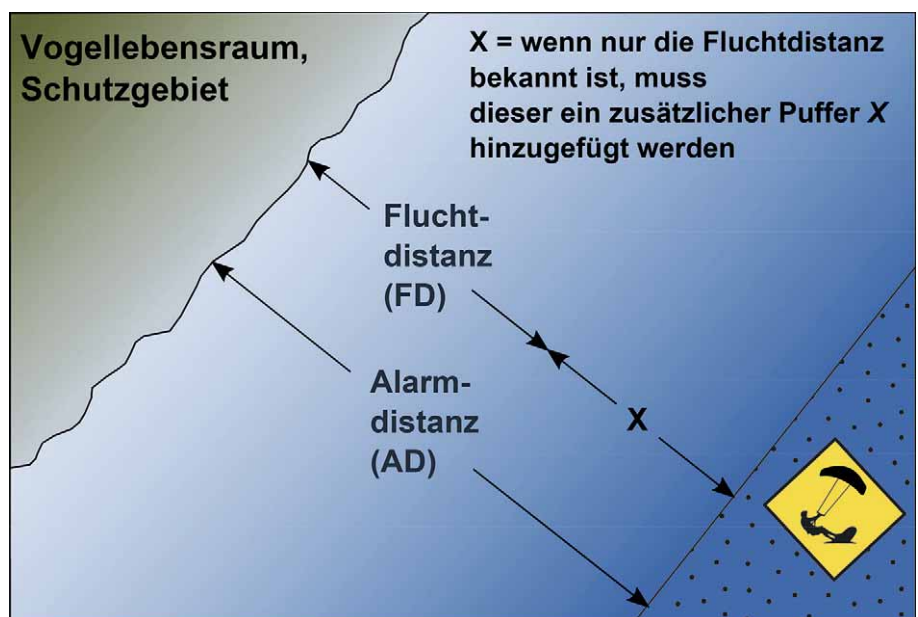 Vogellebensraum,
Schutzgebiet
X = wenn nur die Fluchtdistanz
bekannt ist, muss
dieser ein zusätzlicher Puffer X
hinzugefügt werden
Flucht-
distanz
(FD)
Alarm-
distanz
(AD)
X